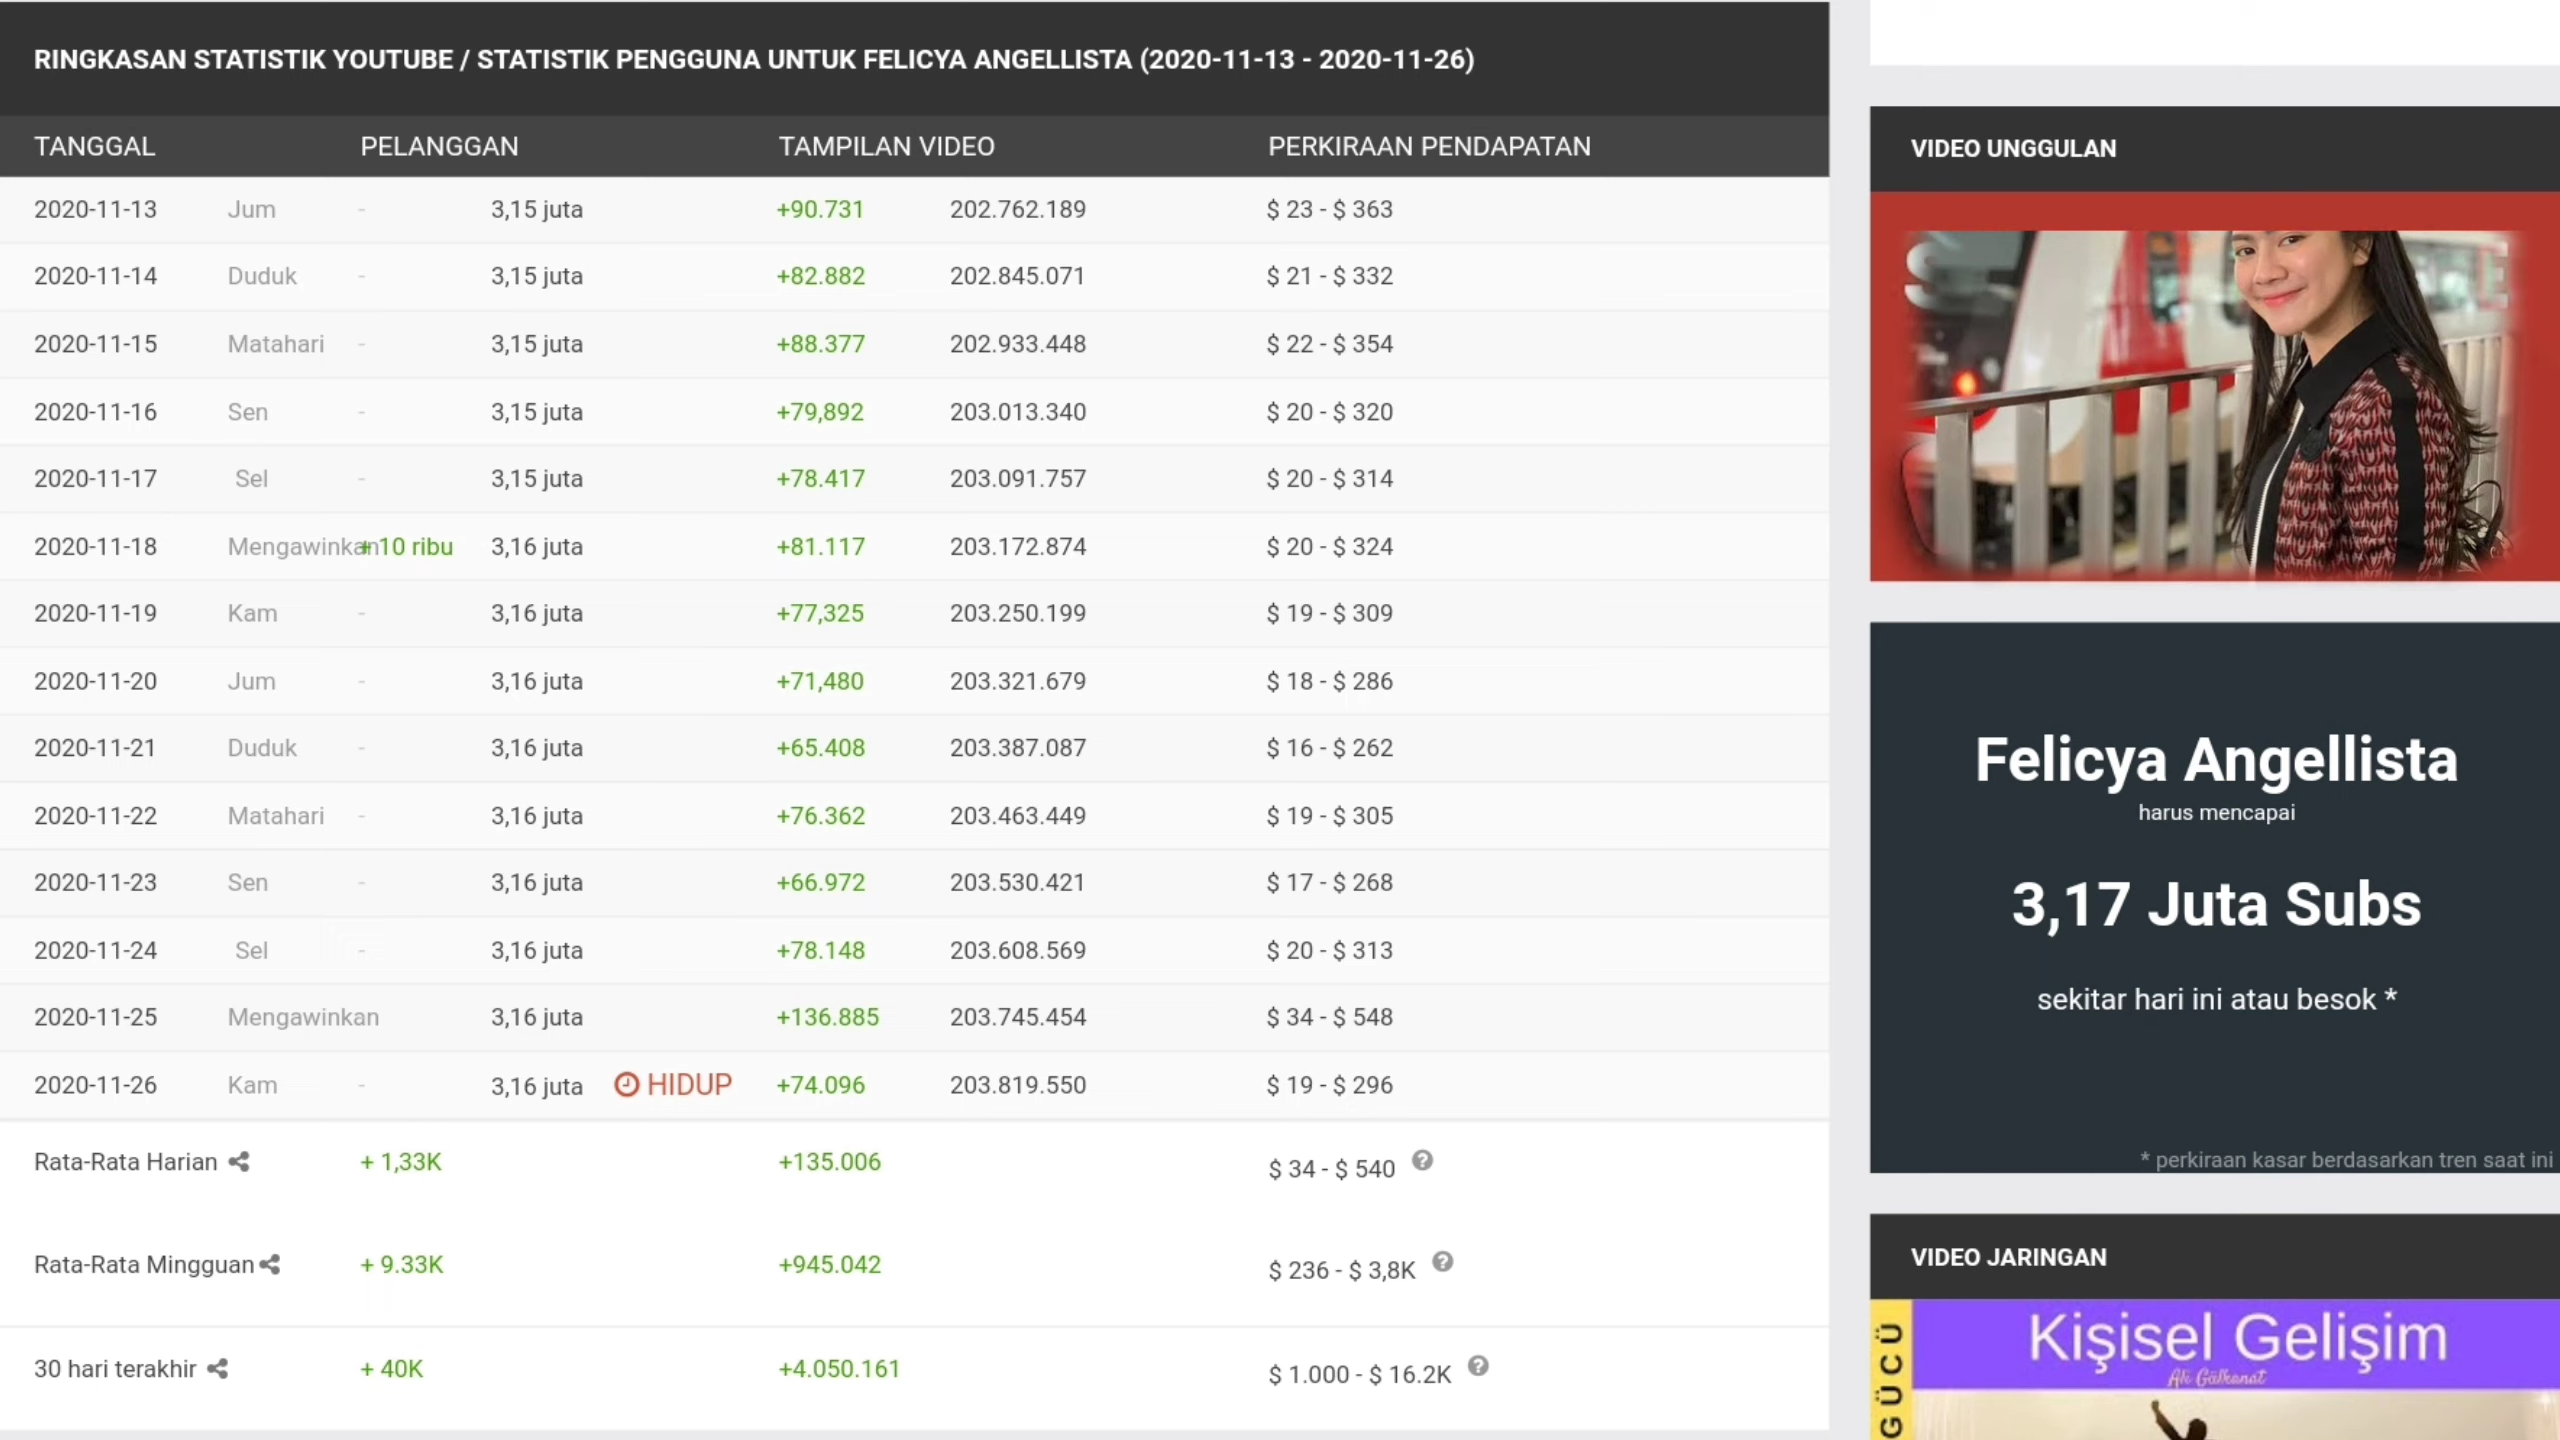 RINGKASAN STATISTIK YOUTUBE / STATISTIK PENGGUNA UNTUK FELICYA ANGELLISTA (2020-11-13 - 2020-11-26)
TANGGAL PELANGGAN TAMPILAN VIDEO PERKIRAAN PENDAPATAN
2020-11-13 Jum - 3,15 juta +90.731 202.762.189 $ 23 - $ 363
2020-11-14 Duduk - 3,15 juta +82.882 202.845.071 $ 21 - $ 332
2020-11-15 Matahari - 3,15 juta +88.377 202.933.448 $ 22 - $ 354
2020-11-16 Sen - 3,15 juta +79,892 203.013.340 $ 20 - $ 320
2020-11-17 Sel - 3,15 juta +78.417 203.091.757 $ 20 - $ 314
2020-11-18 Mengawinkan + 10 ribu 3,16 juta +81.117 203.172.874 $ 20 - $ 324
2020-11-19 Kam - 3,16 juta +77,325 203.250.199 $ 19 - $ 309
2020-11-20 Jum - 3,16 juta +71,480 203.321.679 $ 18 - $ 286
2020-11-21 Duduk - 3,16 juta +65.408 203.387.087 $ 16 - $ 262
2020-11-22 Matahari - 3,16 juta +76.362 203.463.449 $ 19 - $ 305
2020-11-23 Sen - 3,16 juta +66.972 203.530.421 $ 17 - $ 268
2020-11-24 Sel - 3,16 juta +78.148 203.608.569 $ 20 - $ 313
2020-11-25 Mengawinkan 3,16 juta +136.885 203.745.454 $ 34 - $ 548
2020-11-26 Kam - 3,16 juta HIDUP +74.096 203.819.550 $ 19 - $ 296
Rata-Rata Harian + 1,33K +135.006 $ 34 - $ 540
Rata-Rata Mingguan + 9.33K +945.042 $ 236 - $ 3,8K
30 hari terakhir + 40K +4.050.161 $ 1.000 - $ 16.2K
VIDEO UNGGULAN
S E
Felicya Angellista
harus mencapai
3,17 Juta Subs
sekitar hari ini atau besok *
* perkiraan kasar berdasarkan tren saat ini
VIDEO JARINGAN
GÜCÜ
Kişisel Gelişim
Ali Gülkanat